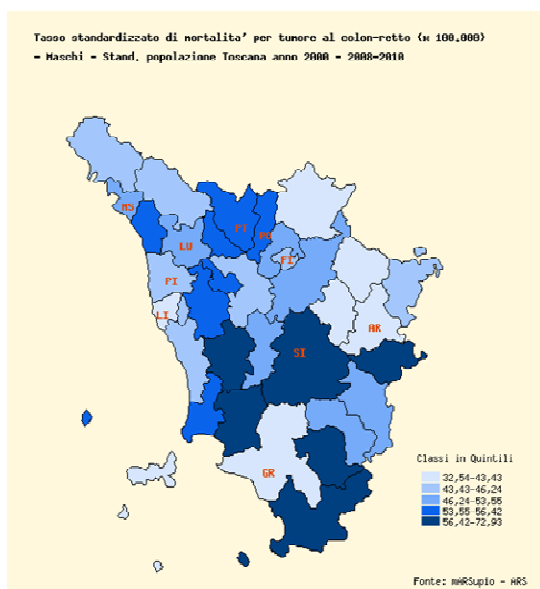 Tasso standardizzato di mortalita' per tumore al colon-retto (x 100.000)
- Maschi - Stand. popolazione Toscana anno 2000 - 2008-2010
MS
PT
PO
LU
FI
PI
LI
AR
SI
GR
Classi in Quintili
32,54-43,43
43,43-46,24
46,24-53,55
53,55-56,42
56,42-72,93
Fonte: mARSupio - ARS